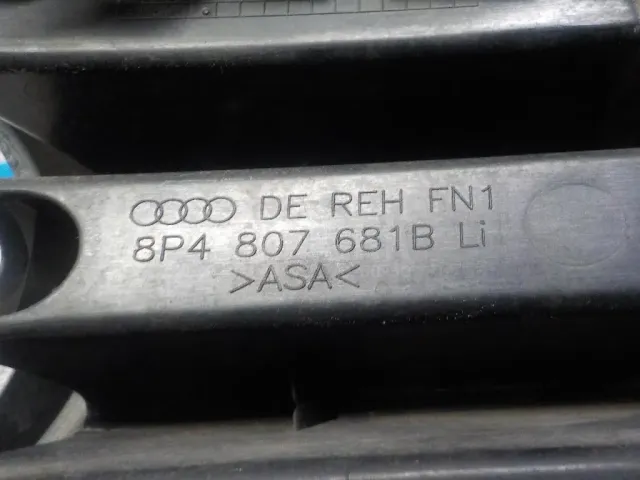 DE REH FN1
8P4 807 681B Li
>ASA<